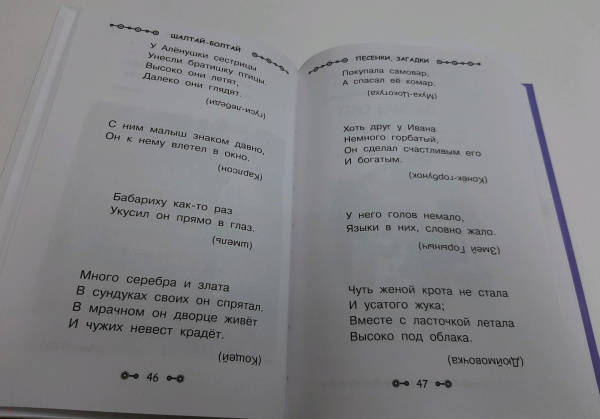 ШАЛТАЙ-БОЛТАЙ
У Алёнушки сестрицы
Унесли братишку птицы.
Высоко они летят,
Далеко они глядят.
(Гуси-лебеди)
С ним малыш знаком давно,
Он к нему влетел в окно.
(Карлсон)
Бабариху как-то раз
Укусил он прямо в глаз.
(Шмель)
Много серебра и злата
В сундуках своих он спрятал.
В мрачном он дворце живёт
И чужих невест крадёт.
(Кощей)
46
ПЕСЕНКИ, ЗАГАДКИ
Покупала самовар,
А спасал её комар.
(Муха-Цокотуха)
Хоть друг у Ивана
Немного горбатый,
Он сделал счастливым его
И богатым.
(Конёк-горбунок)
У него голов немало,
Языки в них, словно жало.
(Змей Горыныч)
Чуть женой крота не стала
И усатого жука;
Вместе с ласточкой летала
Высоко под облака.
(Дюймовочка)
47